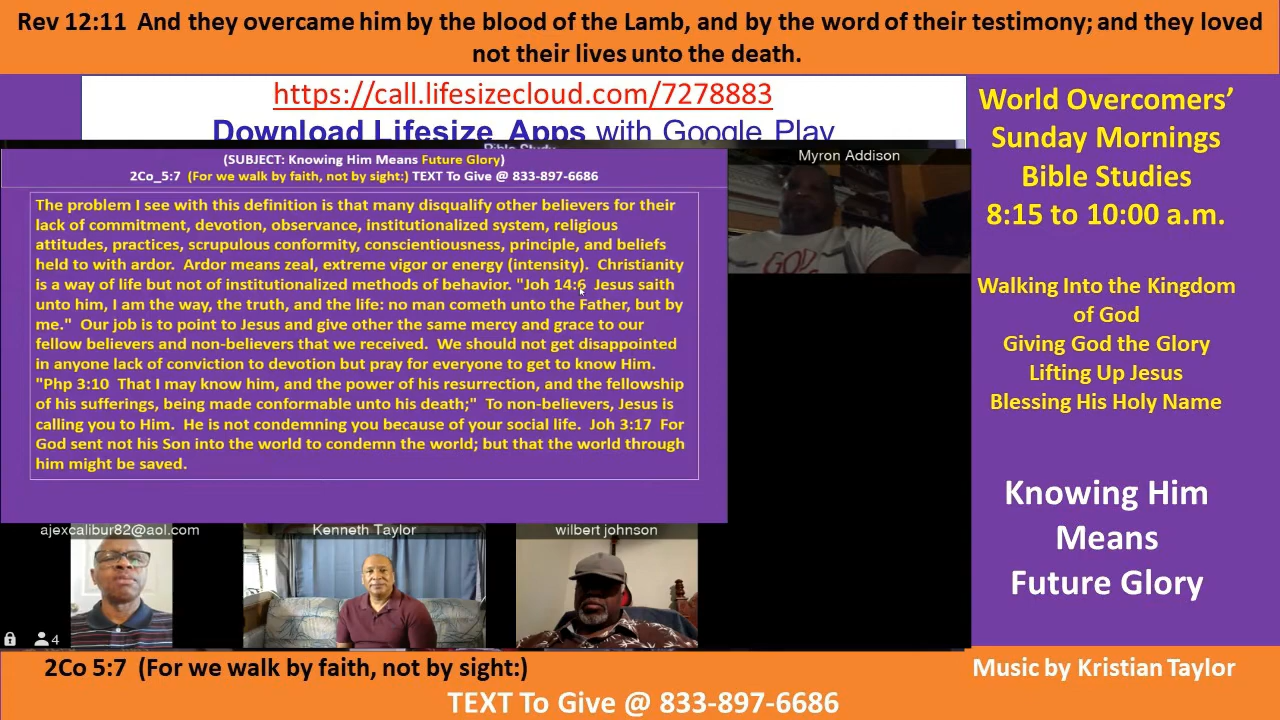 Rev 12:11  And they overcame him by the blood of the Lamb, and by the word of their testimony; and they loved
not their lives unto the death.
https://call.lifesizecloud.com/7278883
Download Lifesize Apps with Google Play
Bible Study
(SUBJECT: Knowing Him Means Future Glory)
2Co_5:7  (For we walk by faith, not by sight:) TEXT To Give @ 833-897-6686
The problem I see with this definition is that many disqualify other believers for their
lack of commitment, devotion, observance, institutionalized system, religious
attitudes, practices, scrupulous conformity, conscientiousness, principle, and beliefs
held to with ardor.  Ardor means zeal, extreme vigor or energy (intensity).  Christianity
is a way of life but not of institutionalized methods of behavior. "Joh 14:6  Jesus saith
unto him, I am the way, the truth, and the life: no man cometh unto the Father, but by
me."  Our job is to point to Jesus and give other the same mercy and grace to our
fellow believers and non-believers that we received.  We should not get disappointed
in anyone lack of conviction to devotion but pray for everyone to get to know Him.
"Php 3:10  That I may know him, and the power of his resurrection, and the fellowship
of his sufferings, being made conformable unto his death;"  To non-believers, Jesus is
calling you to Him.  He is not condemning you because of your social life.  Joh 3:17  For
God sent not his Son into the world to condemn the world; but that the world through
him might be saved.
Myron Addison
GOD
ajexcalibur82@aol.com
Kenneth Taylor
wilbert johnson
4
World Overcomers’
Sunday Mornings
Bible Studies
8:15 to 10:00 a.m.
Walking Into the Kingdom
of God
Giving God the Glory
Lifting Up Jesus
Blessing His Holy Name
Knowing Him
Means
Future Glory
2Co 5:7  (For we walk by faith, not by sight:)
Music by Kristian Taylor
TEXT To Give @ 833-897-6686